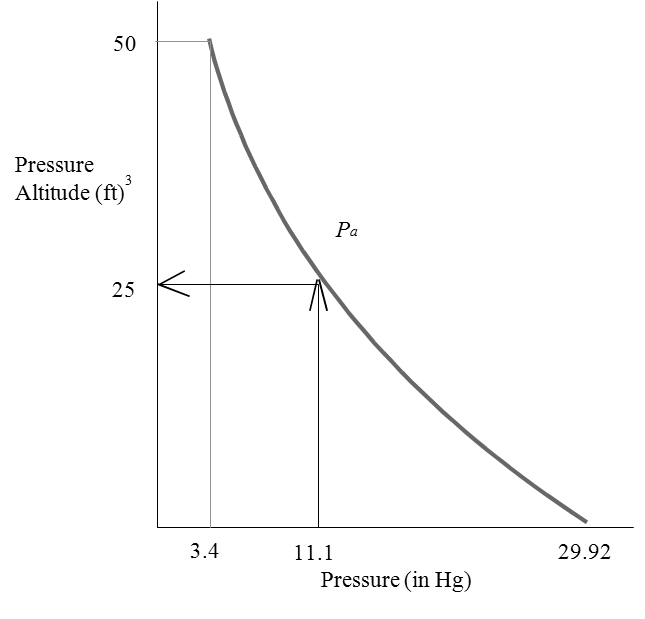 50
Pressure
Altitude (ft)³
Pa
25
3.4
11.1
29.92
Pressure (in Hg)